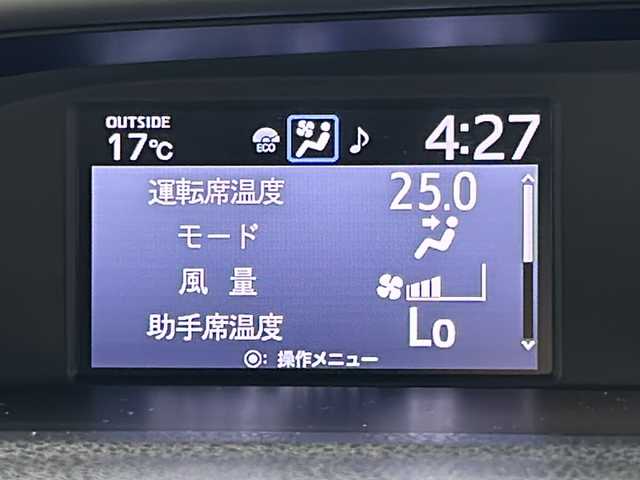 OUTSIDE
17℃ ECO 4:27
運転席温度 25.0
モード
風量
助手席温度 Lo
◎: 操作メニュー